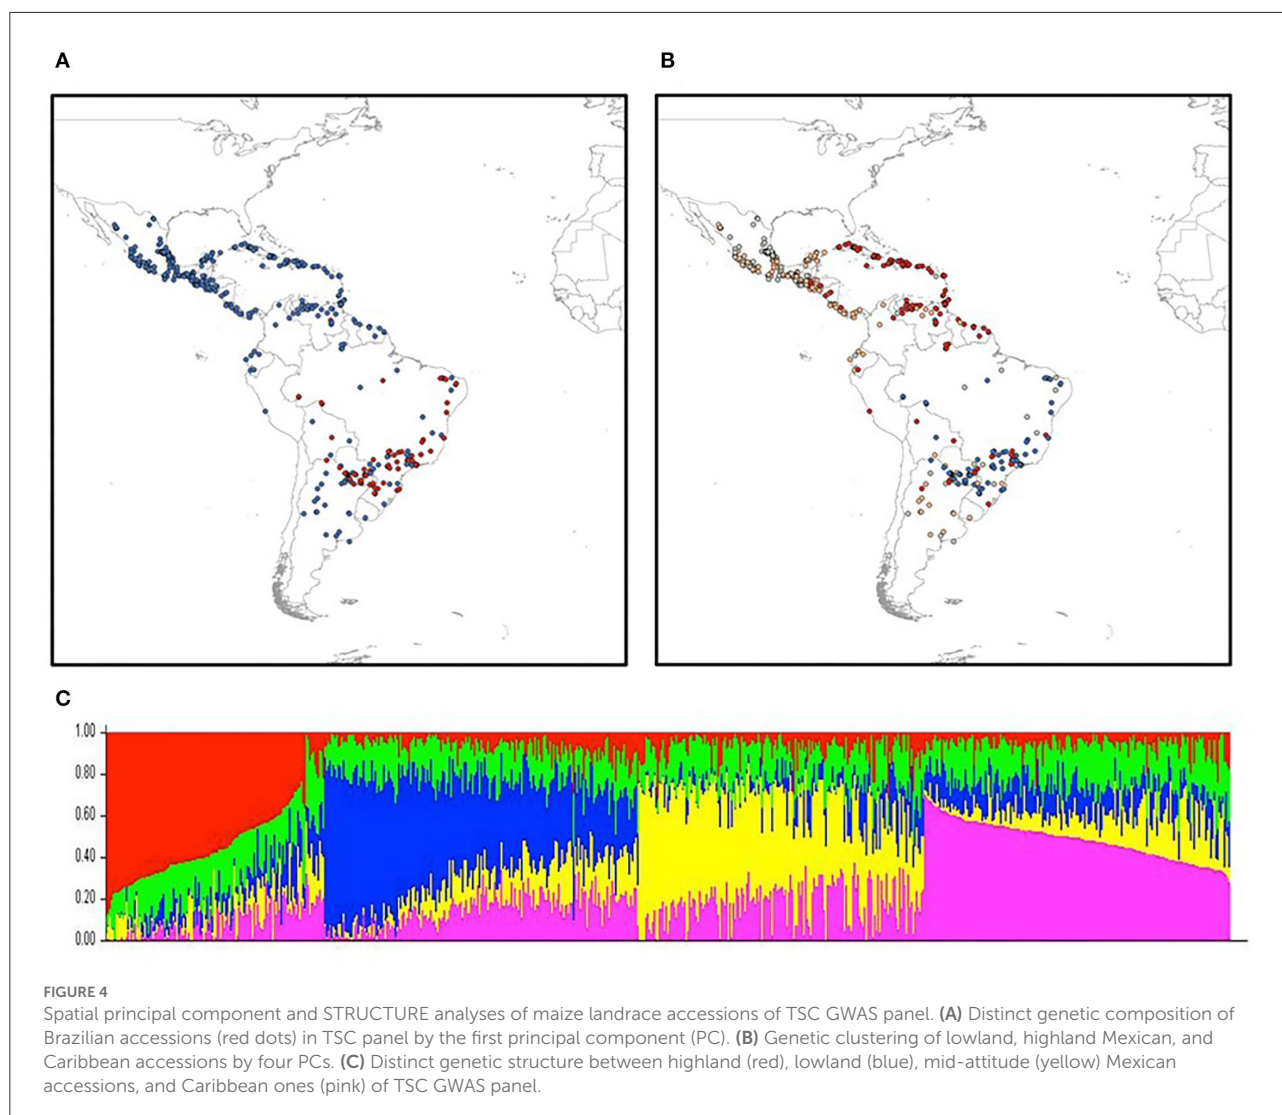 A
B
C
1.00
0.80
0.60
0.40
0.20
0.00
FIGURE 4
Spatial principal component and STRUCTURE analyses of maize landrace accessions of TSC GWAS panel. (A) Distinct genetic composition of
Brazilian accessions (red dots) in TSC panel by the first principal component (PC). (B) Genetic clustering of lowland, highland Mexican, and
Caribbean accessions by four PCs. (C) Distinct genetic structure between highland (red), lowland (blue), mid-attitude (yellow) Mexican
accessions, and Caribbean ones (pink) of TSC GWAS panel.